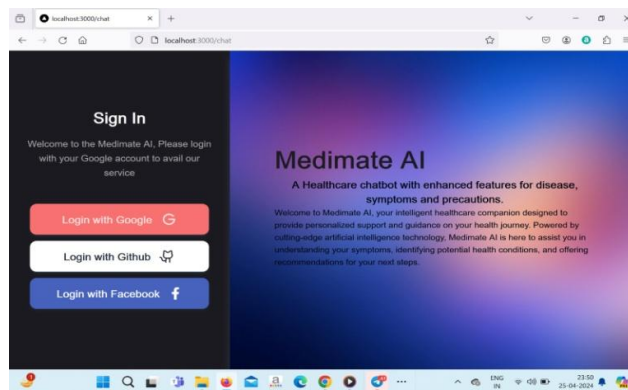 localhost:3000/chat
localhost:3000/chat
Sign In
Welcome to the Medimate AI, Please login
with your Google account to avail our
service
Login with Google
Login with Github
Login with Facebook
Medimate AI
A Healthcare chatbot with enhanced features for disease,
symptoms and precautions.
Welcome to Medimate AI, your intelligent healthcare companion designed to
provide personalized support and guidance on your health journey. Powered by
cutting-edge artificial intelligence technology, Medimate AI is here to assist you in
understanding your symptoms, identifying potential health conditions, and offering
recommendations for your next steps.
ENG
IN
23:50
25-04-2024